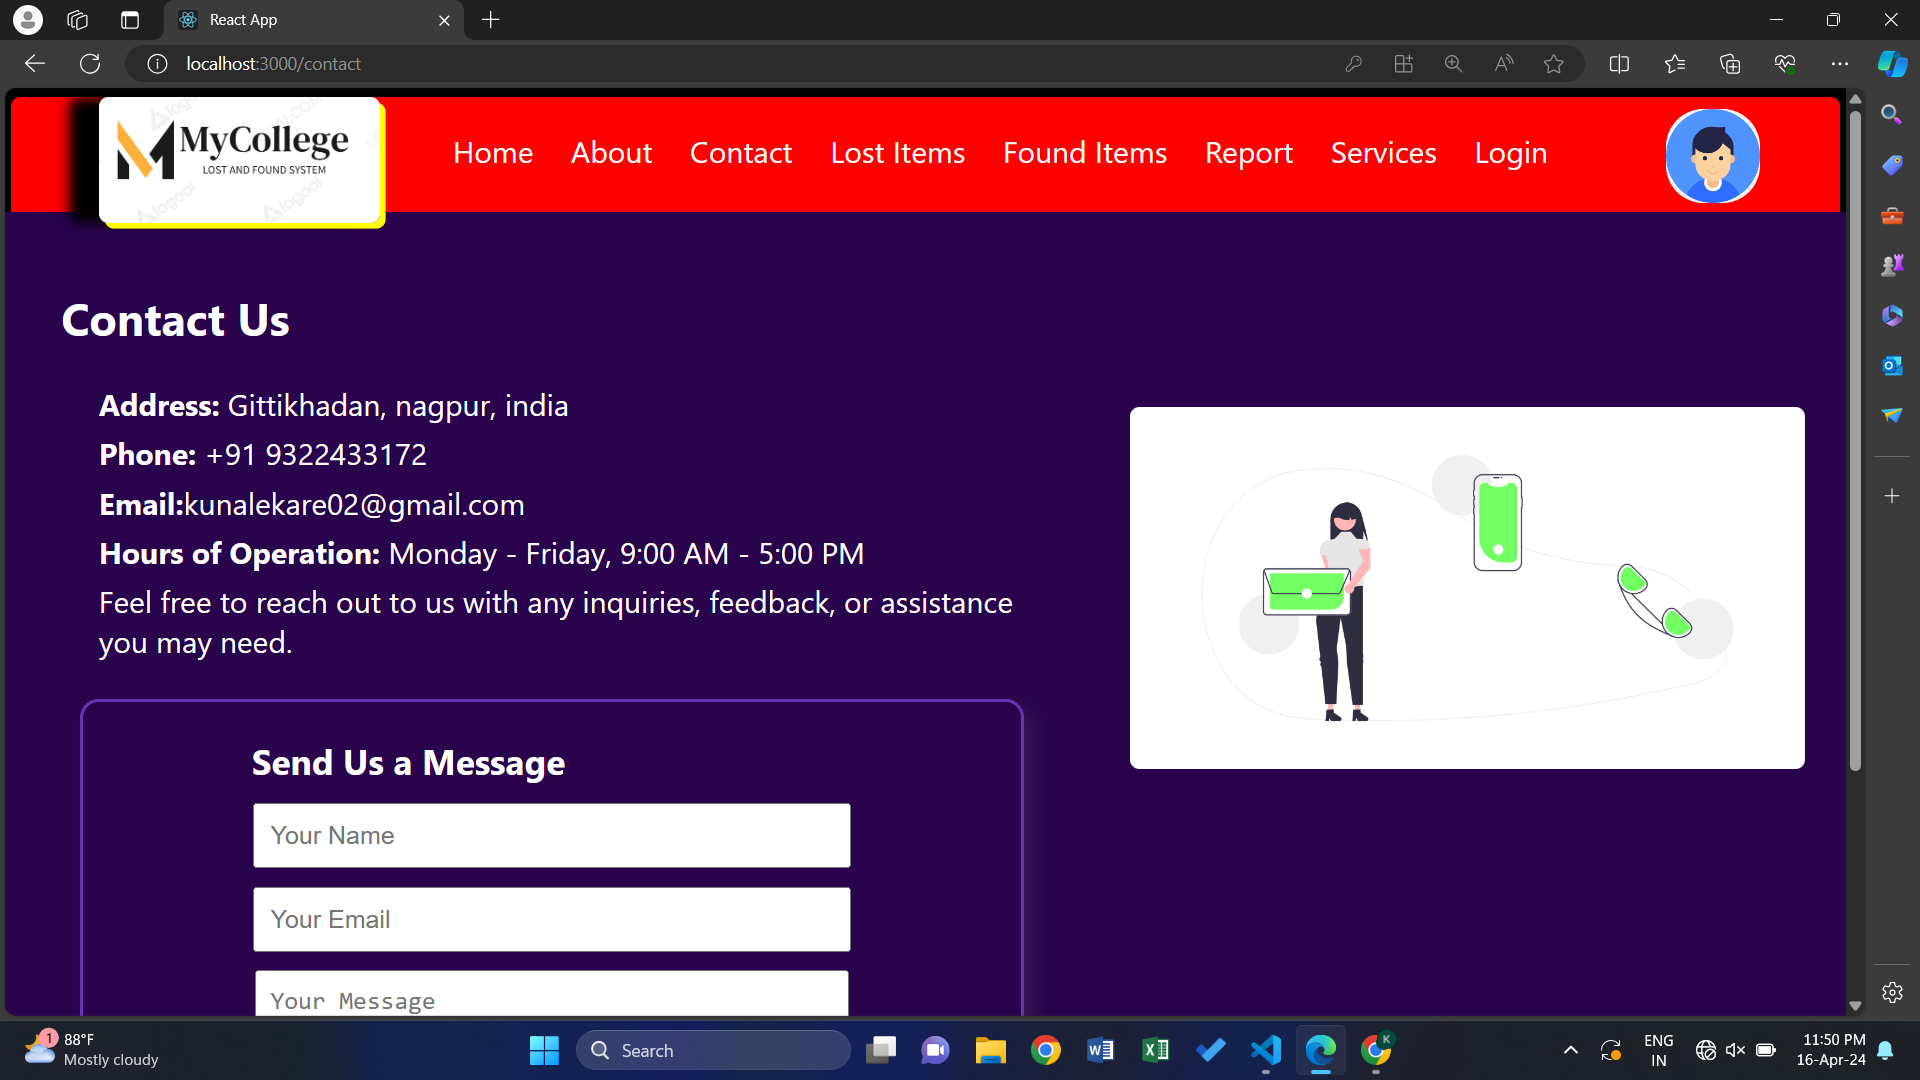 React App
localhost:3000/contact
MyCollege
LOST AND FOUND SYSTEM
Home About Contact Lost Items Found Items Report Services Login
Contact Us
Address: Gittikhadan, nagpur, india
Phone: +91 9322433172
Email:kunalekare02@gmail.com
Hours of Operation: Monday - Friday, 9:00 AM - 5:00 PM
Feel free to reach out to us with any inquiries, feedback, or assistance
you may need.
Send Us a Message
Your Name
Your Email
Your Message
1
88°F
Mostly cloudy
Search
K
ENG
IN
11:50 PM
16-Apr-24